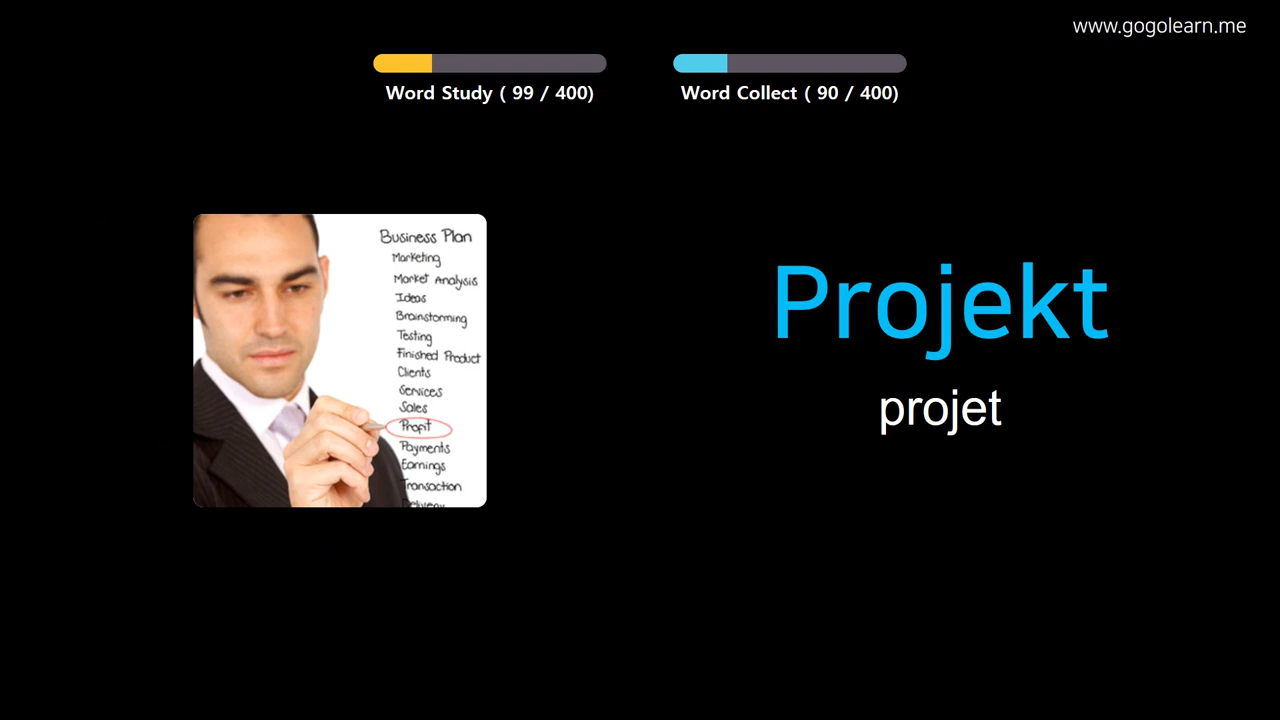 www.gogolearn.me
Word Study ( 99 / 400)
Word Collect ( 90 / 400)
Business Plan
Marketing
Market Analysis
Ideas
Brainstorming
Testing
Finished Product
Clients
Services
Sales
Profit
Payments
Earnings
Transaction
Delivery
Projekt
projet